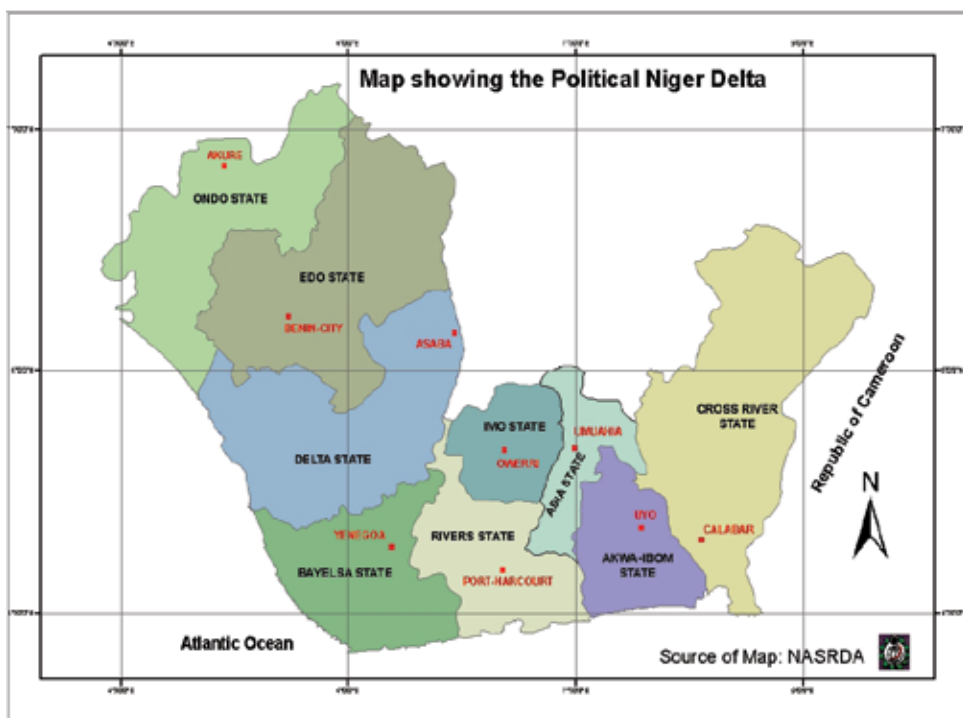 Map showing the Political Niger Delta
AKURE
ONDO STATE
EDO STATE
BENIN-CITY
ASABA
CROSS RIVER
STATE
Republic of Cameroon
IMO STATE
UMUAHIA
OWERRI
DELTA STATE
ABIA STATE
N
UYO
CALABAR
YENEGOA
RIVERS STATE
BAYELSA STATE
AKWA-IBOM
STATE
PORT-HARCOURT
Atlantic Ocean
Source of Map: NASRDA